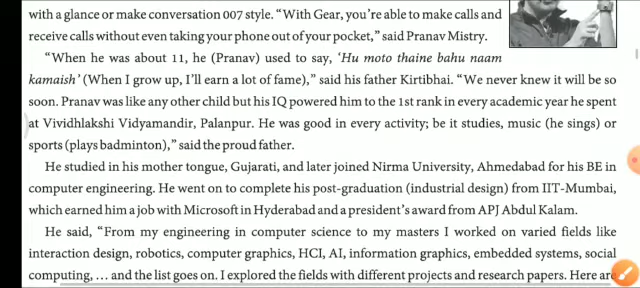 with a glance or make conversation 007 style. “With Gear, you’re able to make calls and
receive calls without even taking your phone out of your pocket,” said Pranav Mistry.
“When he was about 11, he (Pranav) used to say, ‘Hu moto thaine bahu naam
kamaish’ (When I grow up, I’ll earn a lot of fame),” said his father Kirtibhai. “We never knew it will be so
soon. Pranav was like any other child but his IQ powered him to the 1st rank in every academic year he spent
at Vividhlakshi Vidyamandir, Palanpur. He was good in every activity; be it studies, music (he sings) or
sports (plays badminton),” said the proud father.
He studied in his mother tongue, Gujarati, and later joined Nirma University, Ahmedabad for his BE in
computer engineering. He went on to complete his post-graduation (industrial design) from IIT-Mumbai,
which earned him a job with Microsoft in Hyderabad and a president’s award from APJ Abdul Kalam.
He said, “From my engineering in computer science to my masters I worked on varied fields like
interaction design, robotics, computer graphics, HCI, AI, information graphics, embedded systems, social
computing, ... and the list goes on. I explored the fields with different projects and research papers. Here are